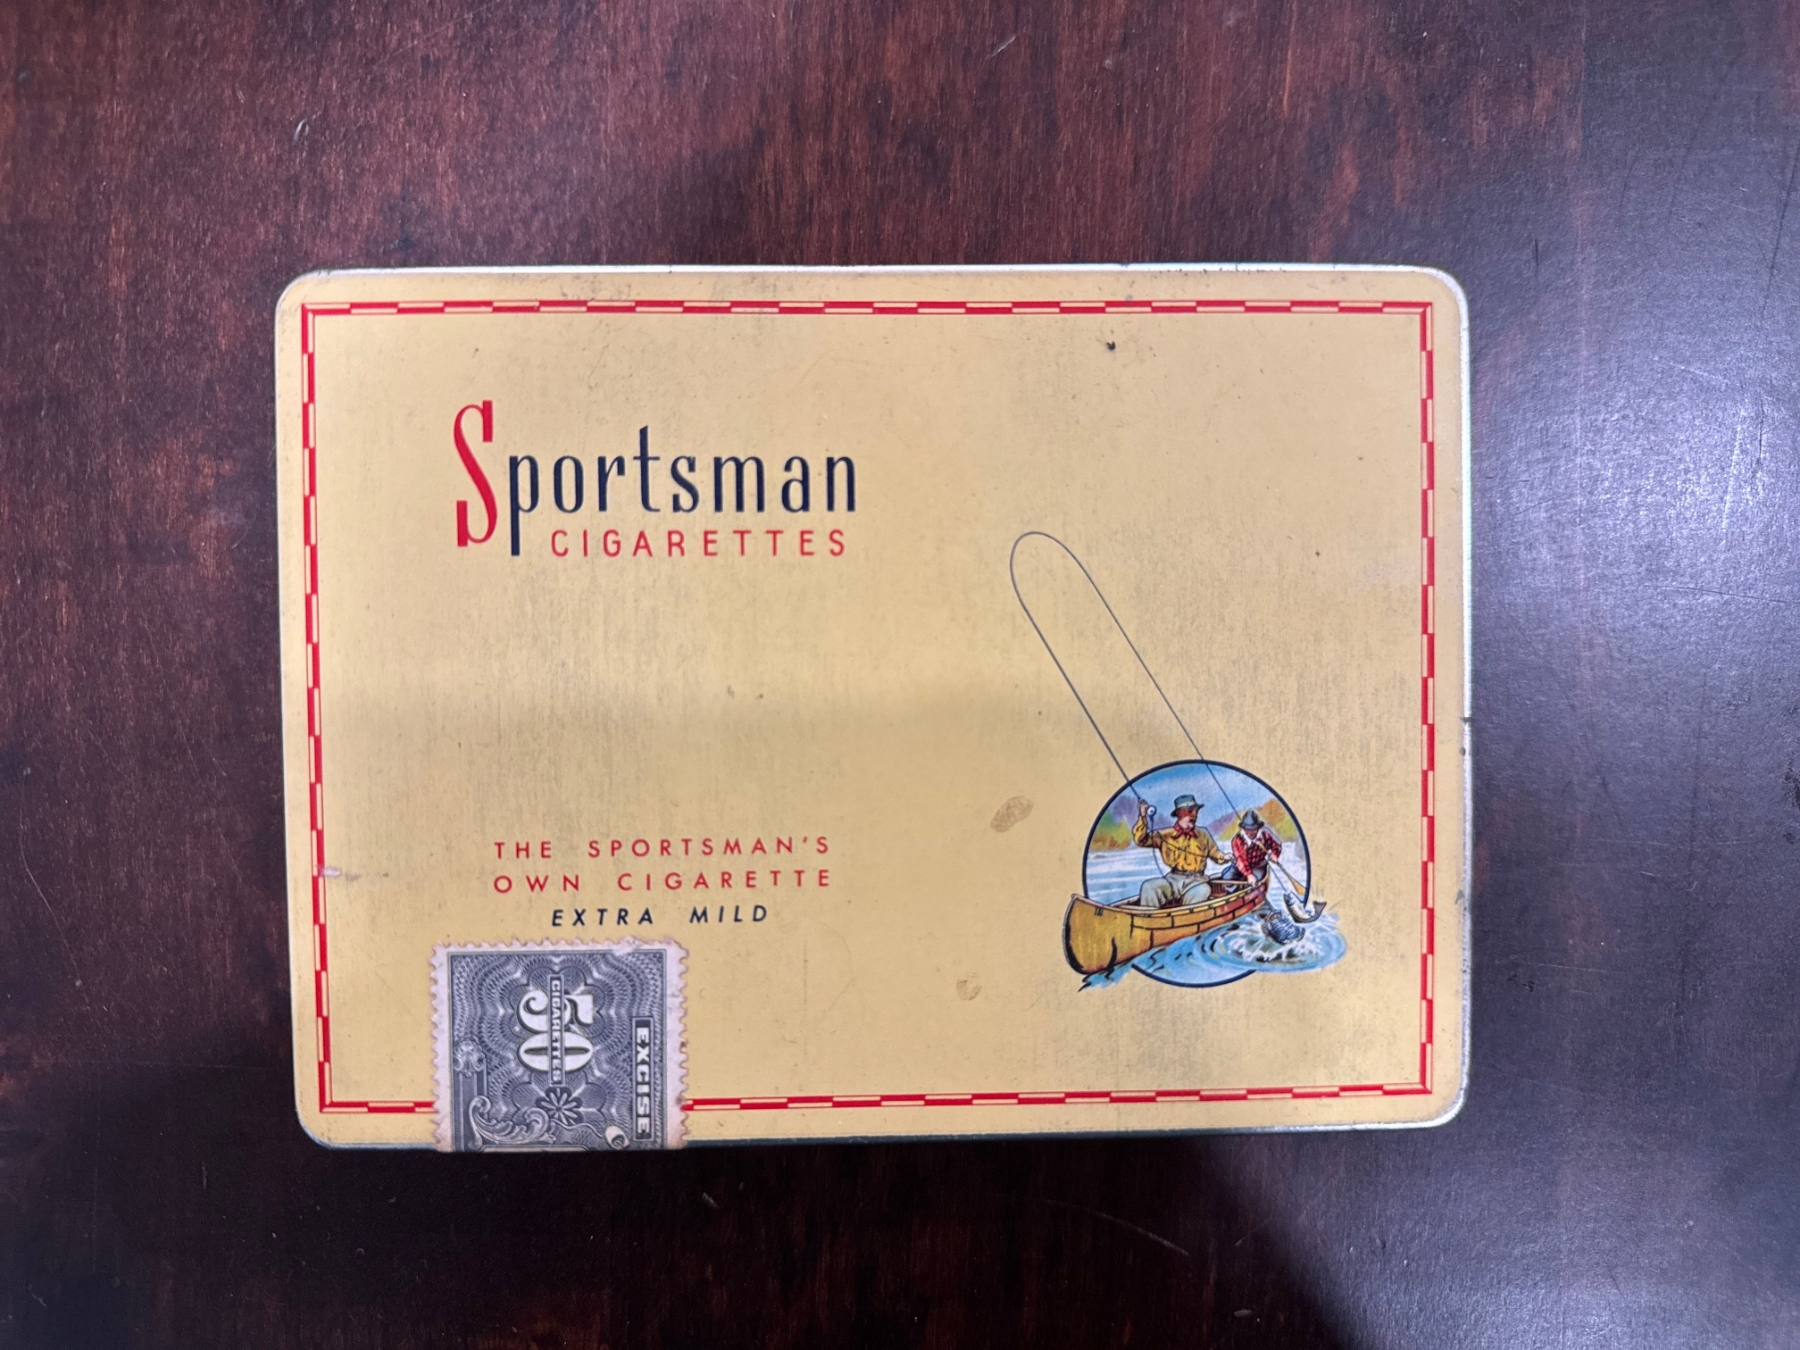 Sportsman
CIGARETTES
THE SPORTSMAN'S
OWN CIGARETTE
EXTRA MILD
50
CIGARETTES
EXCISE